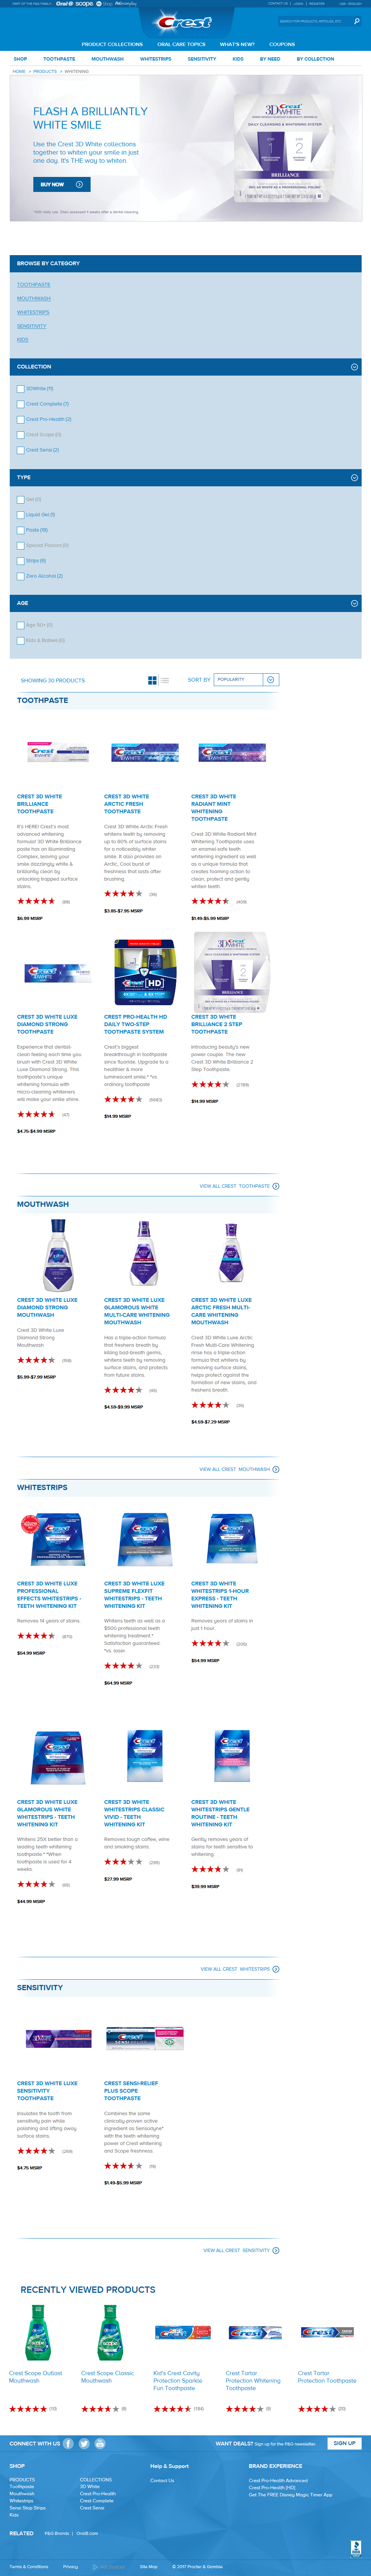 PART OF THE P&G FAMILY
Oral B
scope
CONTACT US | LOGIN | REGISTER
USA - ENGLISH
Crest
SEARCH FOR PRODUCTS, ARTICLES, ETC
PRODUCT COLLECTIONS
ORAL CARE TOPICS
WHAT'S NEW?
COUPONS
SHOP
TOOTHPASTE
MOUTHWASH
WHITESTRIPS
SENSITIVITY
KIDS
BY NEED
BY COLLECTION
HOME > PRODUCTS > WHITENING
FLASH A BRILLIANTLY
WHITE SMILE
Use the Crest 3D White collections
together to whiten your smile in just
one day. It's THE way to whiten.
BUY NOW
BROWSE BY CATEGORY
TOOTHPASTE
MOUTHWASH
WHITESTRIPS
SENSITIVITY
KIDS
COLLECTION
3DWhite (11)
Crest Complete (7)
Crest Pro-Health (2)
Crest Scope (0)
Crest Sensi (2)
TYPE
Gel (0)
Liquid Gel (1)
Paste (19)
Special Flavors (0)
Strips (6)
Zero Alcohol (2)
AGE
Age 50+ (0)
Kids & Babies (0)
SHOWING 30 PRODUCTS
SORT BY
POPULARITY
TOOTHPASTE
CREST 3D WHITE
BRILLIANCE
TOOTHPASTE
It's HERE! Crest's most
advanced whitening
formula! 3D White Brilliance
paste has an Illuminating
Complex, leaving your
smile dazzlingly white &
brilliantly clean by
unlocking trapped surface
stains.
(88)
$6.99 MSRP
CREST 3D WHITE
ARCTIC FRESH
TOOTHPASTE
Crest 3D White Arctic Fresh
whitens teeth by removing
up to 80% of surface stains
for a noticeably whiter
smile. It also provides an
Arctic, Cool burst of
freshness that lasts after
brushing.
(36)
$3.85-$7.95 MSRP
CREST 3D WHITE
RADIANT MINT
WHITENING
TOOTHPASTE
Crest 3D White Radiant Mint
Whitening Toothpaste uses
an enamel-safe teeth
whitening ingredient as well
as a unique formula that
creates foaming action to
clean, protect and gently
whiten teeth.
(409)
$1.49-$5.99 MSRP
CREST 3D WHITE LUXE
DIAMOND STRONG
TOOTHPASTE
Experience that dentist-
clean feeling each time you
brush with Crest 3D White
Luxe Diamond Strong. This
toothpaste's unique
whitening formula with
micro-cleaning whiteners
will make your smile shine.
(47)
$4.75-$4.99 MSRP
CREST PRO-HEALTH HD
DAILY TWO-STEP
TOOTHPASTE SYSTEM
Crest's biggest
breakthrough in toothpaste
since fluoride. Upgrade to a
healthier & more
luminescent smile.* *vs.
ordinary toothpaste
(5683)
$14.99 MSRP
CREST 3D WHITE
BRILLIANCE 2 STEP
TOOTHPASTE
Introducing beauty's new
power couple. The new
Crest 3D White Brilliance 2
Step Toothpaste.
(2789)
$14.99 MSRP
VIEW ALL CREST TOOTHPASTE
MOUTHWASH
CREST 3D WHITE LUXE
DIAMOND STRONG
MOUTHWASH
Crest 3D White Luxe
Diamond Strong
Mouthwash
(158)
$5.99-$7.99 MSRP
CREST 3D WHITE LUXE
GLAMOROUS WHITE
MULTI-CARE WHITENING
MOUTHWASH
Has a triple-action formula
that freshens breath by
killing bad-breath germs,
whitens teeth by removing
surface stains, and protects
from future stains.
(46)
$4.59-$9.99 MSRP
CREST 3D WHITE LUXE
ARCTIC FRESH MULTI-
CARE WHITENING
MOUTHWASH
Crest 3D White Luxe Arctic
Fresh Multi-Care Whitening
rinse has a triple-action
formula that whitens by
removing surface stains,
helps protect against the
formation of new stains, and
freshens breath.
(36)
$4.59-$7.29 MSRP
VIEW ALL CREST MOUTHWASH
WHITESTRIPS
CREST 3D WHITE LUXE
PROFESSIONAL
EFFECTS WHITESTRIPS -
TEETH WHITENING KIT
Removes 14 years of stains.
(870)
$54.99 MSRP
CREST 3D WHITE LUXE
SUPREME FLEXFIT
WHITESTRIPS - TEETH
WHITENING KIT
Whitens teeth as well as a
$500 professional teeth
whitening treatment.*
Satisfaction guaranteed
*vs. laser.
(233)
$64.99 MSRP
CREST 3D WHITE
WHITESTRIPS 1-HOUR
EXPRESS - TEETH
WHITENING KIT
Removes years of stains in
just 1 hour.
(205)
$54.99 MSRP
CREST 3D WHITE LUXE
GLAMOROUS WHITE
WHITESTRIPS - TEETH
WHITENING KIT
Whitens 25X better than a
leading teeth whitening
toothpaste.* *When
toothpaste is used for 4
weeks
(65)
$44.99 MSRP
CREST 3D WHITE
WHITESTRIPS CLASSIC
VIVID - TEETH
WHITENING KIT
Removes tough coffee, wine
and smoking stains.
(296)
$27.99 MSRP
CREST 3D WHITE
WHITESTRIPS GENTLE
ROUTINE - TEETH
WHITENING KIT
Gently removes years of
stains for teeth sensitive to
whitening.
(91)
$39.99 MSRP
VIEW ALL CREST WHITESTRIPS
SENSITIVITY
CREST 3D WHITE LUXE
SENSITIVITY
TOOTHPASTE
Insulates the tooth from
sensitivity pain while
polishing and lifting away
surface stains.
(269)
$4.75 MSRP
CREST SENSI-RELIEF
PLUS SCOPE
TOOTHPASTE
Combines the same
clinically-proven active
ingredient as Sensodyne*
with the teeth whitening
power of Crest whitening
and Scope freshness.
(19)
$1.49-$5.99 MSRP
VIEW ALL CREST SENSITIVITY
RECENTLY VIEWED PRODUCTS
Crest Scope Outlast
Mouthwash
(10)
Crest Scope Classic
Mouthwash
(6)
Kid's Crest Cavity
Protection Sparkle
Fun Toothpaste
(194)
Crest Tartar
Protection Whitening
Toothpaste
(9)
Crest Tartar
Protection Toothpaste
(20)
CONNECT WITH US
WANT DEALS? Sign up for the P&G newsletter.
SIGN UP
SHOP
PRODUCTS
Toothpaste
Mouthwash
Whitestrips
Sensi Stop Strips
Kids
COLLECTIONS
3D White
Crest Pro-Health
Crest Complete
Crest Sensi
Help & Support
Contact Us
BRAND EXPERIENCE
Crest Pro-Health Advanced
Crest Pro-Health [HD]
Get The FREE Disney Magic Timer App
RELATED
P&G Brands | OralB.com
Terms & Conditions
Privacy
Site Map
© 2017 Procter & Gamble